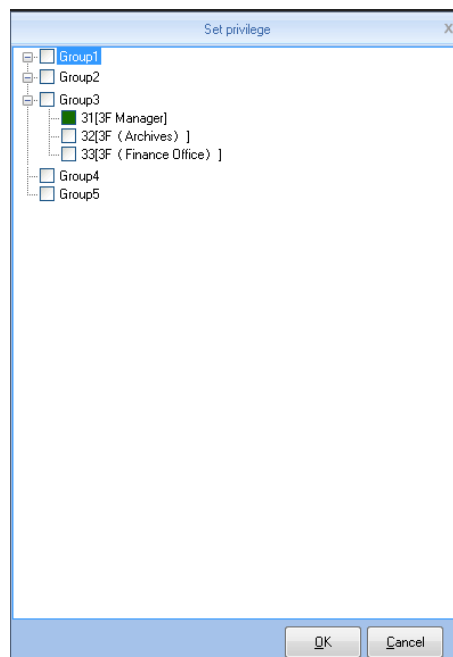 Set privilege X
Group1
Group2
Group3
31[3F Manager]
32[3F（Archives）]
33[3F（Finance Office）]
Group4
Group5
OK Cancel